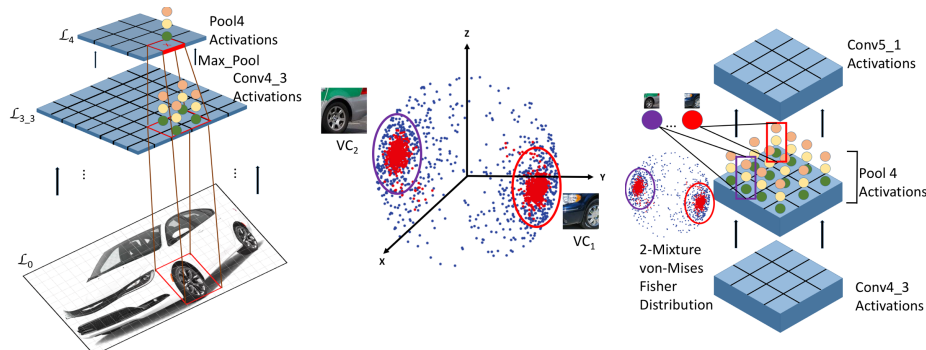 ℒ4
Pool4
Activations
Max_Pool
Conv4_3
Activations
ℒ3_3
ℒ0
Z
Y
X
VC2
VC1
Conv5_1
Activations
Pool 4
Activations
2-Mixture
von-Mises
Fisher
Distribution
Conv4_3
Activations